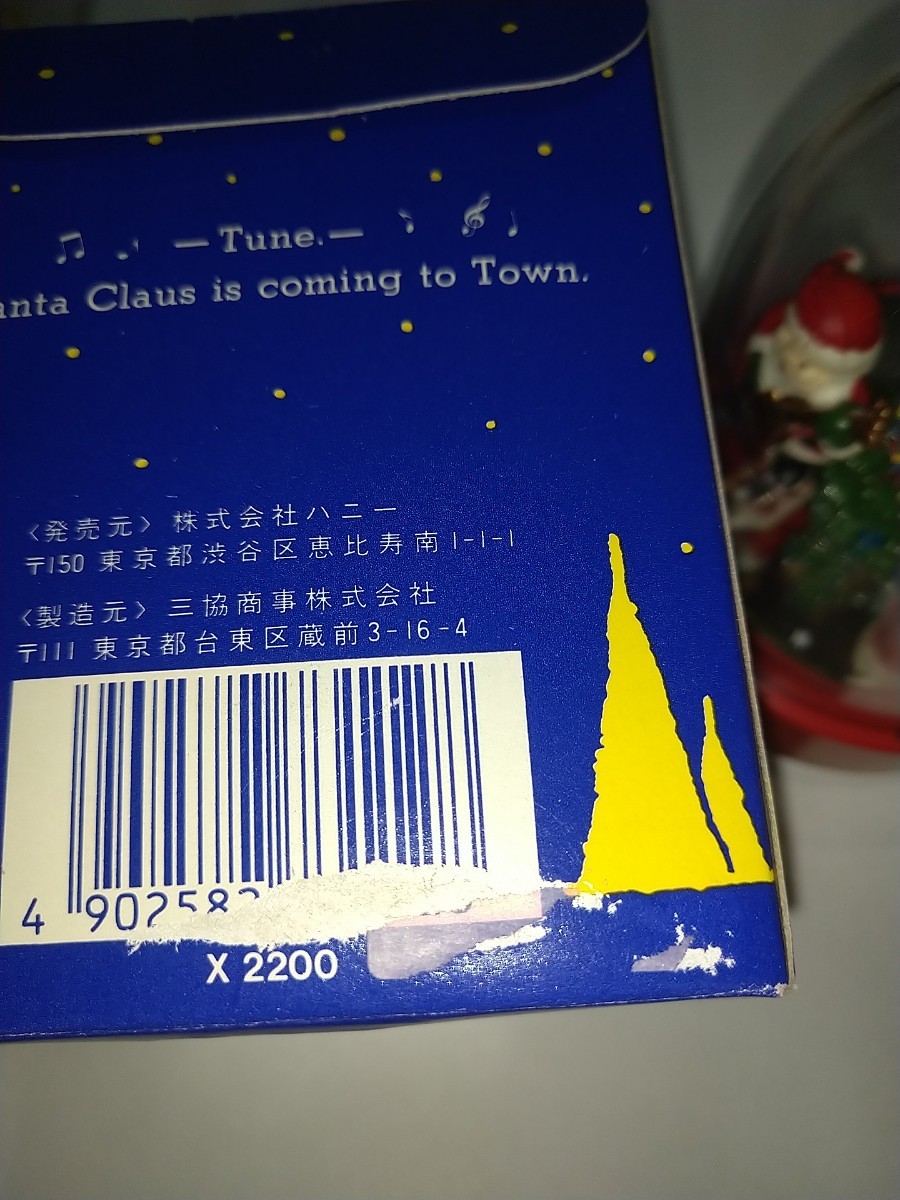 —Tune.—
anta Claus is coming to Town.
〈発売元〉株式会社ハニー
〒150 東京都渋谷区恵比寿南1-1-1
〈製造元〉三協商事株式会社
〒111 東京都台東区蔵前3-16-4
4 902582
X 2200